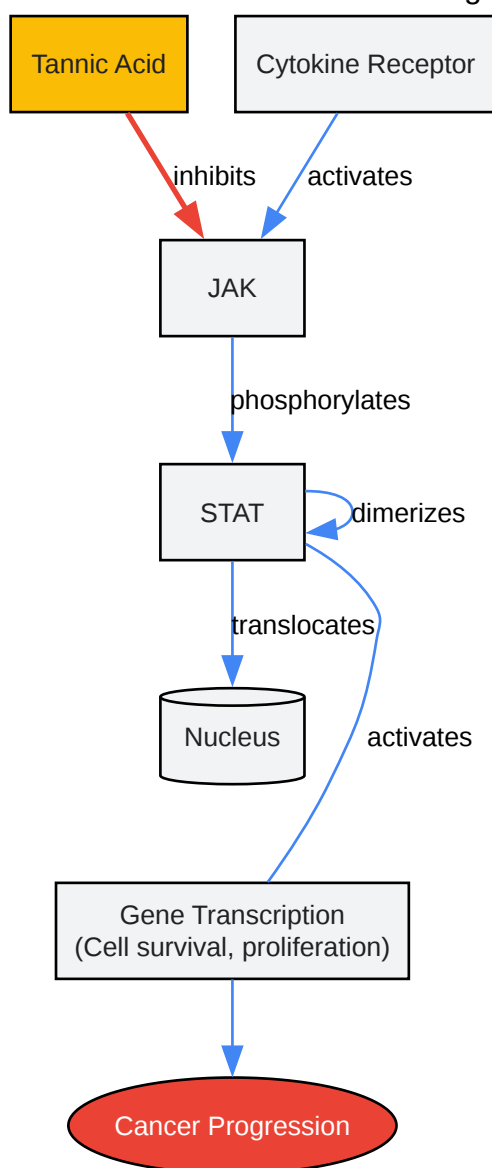 Tannic Acid
Cytokine Receptor
inhibits
activates
JAK
phosphorylates
STAT
dimerizes
translocates
Nucleus
activates
Gene Transcription
(Cell survival, proliferation)
Cancer Progression